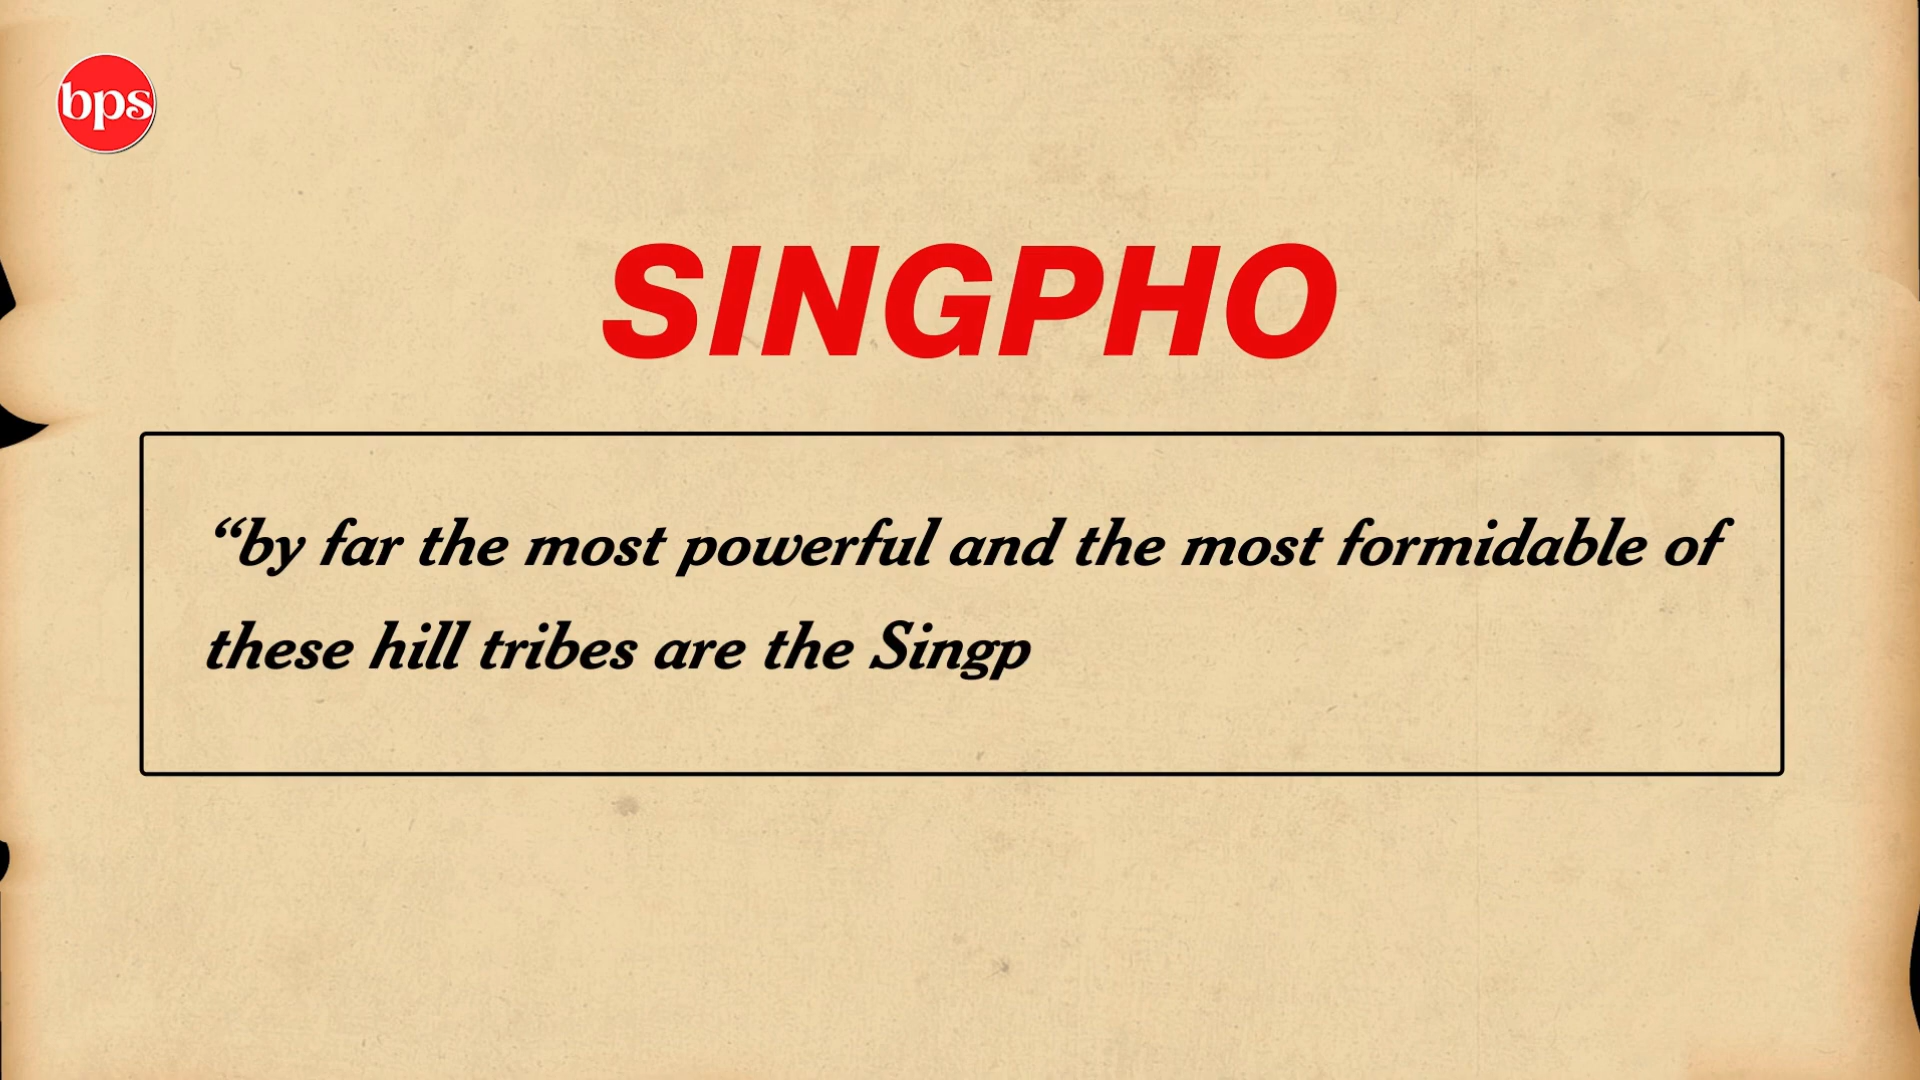 bps
SINGPHO
“by far the most powerful and the most formidable of
these hill tribes are the Singp